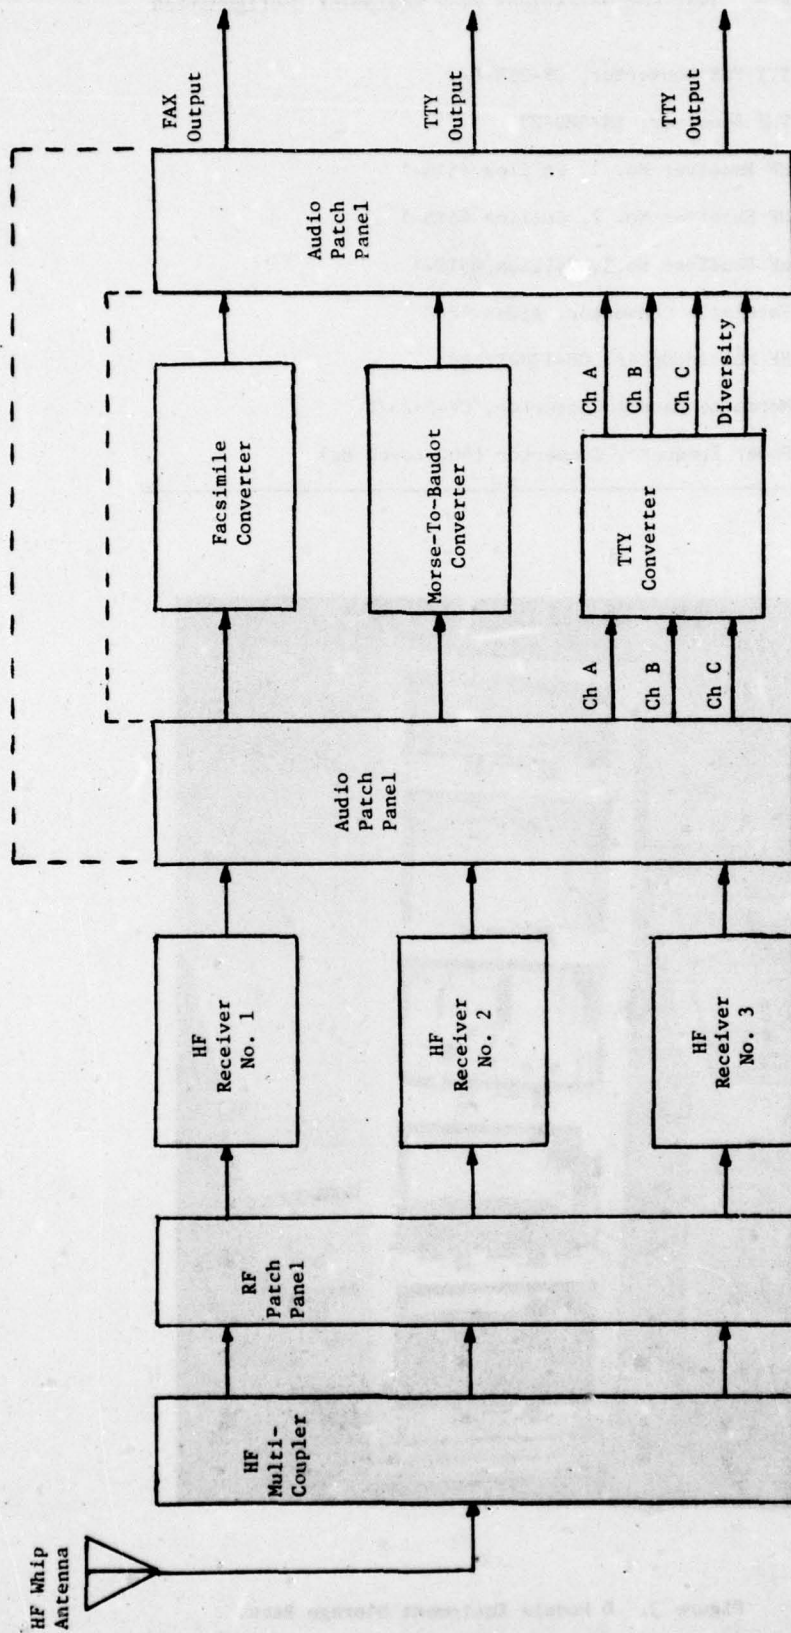 HF Whip
Antenna
HF
Multi-
Coupler
RF
Patch
Panel
HF
Receiver
No. 1
HF
Receiver
No. 2
HF
Receiver
No. 3
Audio
Patch
Panel
Ch A
Ch B
Ch C
Facsimile
Converter
Morse-To-Baudot
Converter
TTY
Converter
Ch A
Ch B
Ch C
Diversity
Audio
Patch
Panel
FAX
Output
TTY
Output
TTY
Output